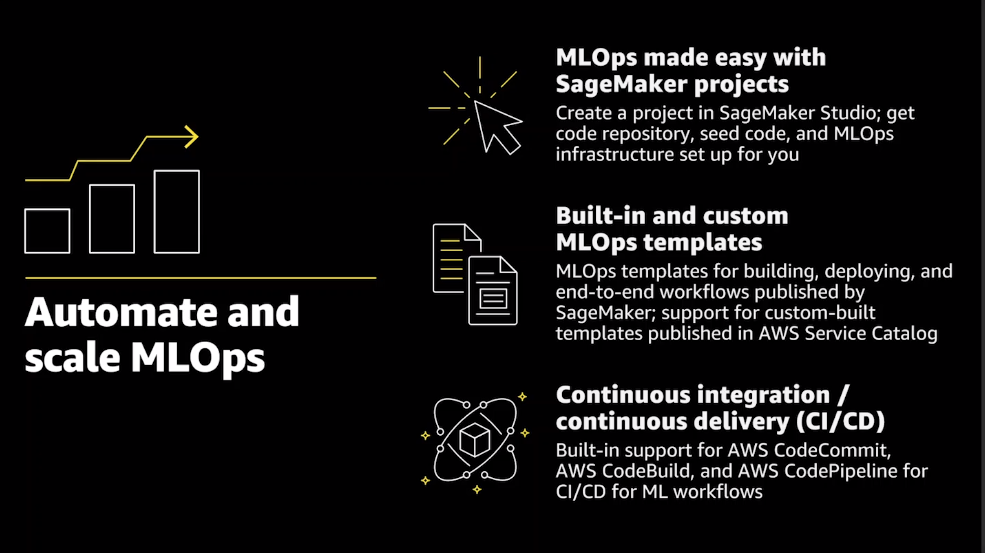 Automate and
scale MLOps
MLOps made easy with
SageMaker projects
Create a project in SageMaker Studio; get
code repository, seed code, and MLOps
infrastructure set up for you
Built-in and custom
MLOps templates
MLOps templates for building, deploying, and
end-to-end workflows published by
SageMaker; support for custom-built
templates published in AWS Service Catalog
Continuous integration /
continuous delivery (CI/CD)
Built-in support for AWS CodeCommit,
AWS CodeBuild, and AWS CodePipeline for
CI/CD for ML workflows